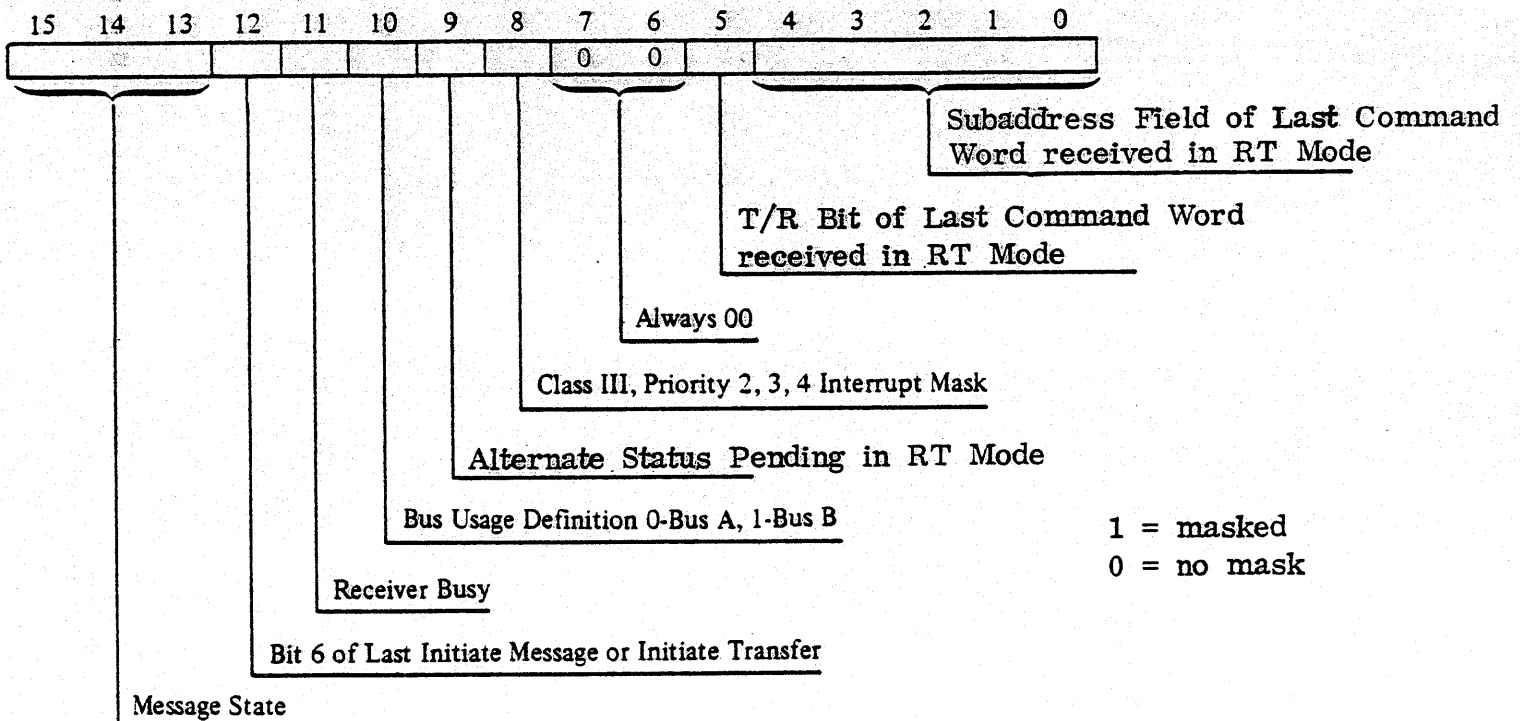 15 14 13 12 11 10 9 8 7 6 5 4 3 2 1 0
0 0
Subaddress Field of Last Command
Word received in RT Mode
T/R Bit of Last Command Word
received in RT Mode
Always 00
Class III, Priority 2, 3, 4 Interrupt Mask
Alternate Status Pending in RT Mode
Bus Usage Definition 0-Bus A, 1-Bus B
1 = masked
0 = no mask
Receiver Busy
Bit 6 of Last Initiate Message or Initiate Transfer
Message State